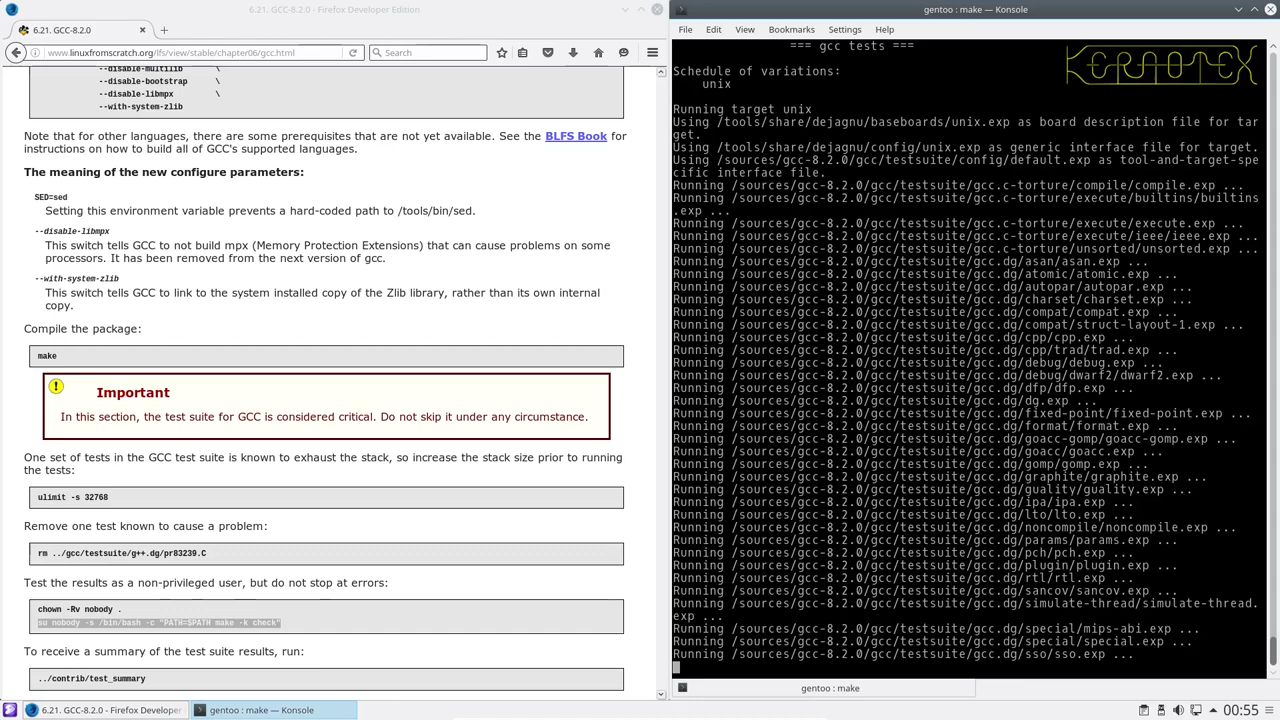 6.21. GCC-8.2.0 - Firefox Developer Edition
6.21. GCC-8.2.0
www.linuxfromscratch.org/lfs/view/stable/chapter06/gcc.html
Search
--disable-multilib \
--disable-bootstrap \
--disable-libmpx \
--with-system-zlib
Note that for other languages, there are some prerequisites that are not yet available. See the BLFS Book for
instructions on how to build all of GCC's supported languages.
The meaning of the new configure parameters:
SED=sed
Setting this environment variable prevents a hard-coded path to /tools/bin/sed.
--disable-libmpx
This switch tells GCC to not build mpx (Memory Protection Extensions) that can cause problems on some
processors. It has been removed from the next version of gcc.
--with-system-zlib
This switch tells GCC to link to the system installed copy of the Zlib library, rather than its own internal
copy.
Compile the package:
make
Important
In this section, the test suite for GCC is considered critical. Do not skip it under any circumstance.
One set of tests in the GCC test suite is known to exhaust the stack, so increase the stack size prior to running
the tests:
ulimit -s 32768
Remove one test known to cause a problem:
rm ../gcc/testsuite/g++.dg/pr83239.C
Test the results as a non-privileged user, but do not stop at errors:
chown -Rv nobody .
su nobody -s /bin/bash -c "PATH=$PATH make -k check"
To receive a summary of the test suite results, run:
../contrib/test_summary
gentoo : make — Konsole
File Edit View Bookmarks Settings Help
KERAOTEX
=== gcc tests ===
Schedule of variations:
unix
Running target unix
Using /tools/share/dejagnu/baseboards/unix.exp as board description file for tar
get.
Using /tools/share/dejagnu/config/unix.exp as generic interface file for target.
Using /sources/gcc-8.2.0/gcc/testsuite/config/default.exp as tool-and-target-spe
cific interface file.
Running /sources/gcc-8.2.0/gcc/testsuite/gcc.c-torture/compile/compile.exp ...
Running /sources/gcc-8.2.0/gcc/testsuite/gcc.c-torture/execute/builtins/builtins
.exp ...
Running /sources/gcc-8.2.0/gcc/testsuite/gcc.c-torture/execute/execute.exp ...
Running /sources/gcc-8.2.0/gcc/testsuite/gcc.c-torture/execute/ieee/ieee.exp ...
Running /sources/gcc-8.2.0/gcc/testsuite/gcc.c-torture/unsorted/unsorted.exp ...
Running /sources/gcc-8.2.0/gcc/testsuite/gcc.dg/asan/asan.exp ...
Running /sources/gcc-8.2.0/gcc/testsuite/gcc.dg/atomic/atomic.exp ...
Running /sources/gcc-8.2.0/gcc/testsuite/gcc.dg/autopar/autopar.exp ...
Running /sources/gcc-8.2.0/gcc/testsuite/gcc.dg/charset/charset.exp ...
Running /sources/gcc-8.2.0/gcc/testsuite/gcc.dg/compat/compat.exp ...
Running /sources/gcc-8.2.0/gcc/testsuite/gcc.dg/compat/struct-layout-1.exp ...
Running /sources/gcc-8.2.0/gcc/testsuite/gcc.dg/cpp/cpp.exp ...
Running /sources/gcc-8.2.0/gcc/testsuite/gcc.dg/cpp/trad/trad.exp ...
Running /sources/gcc-8.2.0/gcc/testsuite/gcc.dg/debug/debug.exp ...
Running /sources/gcc-8.2.0/gcc/testsuite/gcc.dg/debug/dwarf2/dwarf2.exp ...
Running /sources/gcc-8.2.0/gcc/testsuite/gcc.dg/dfp/dfp.exp ...
Running /sources/gcc-8.2.0/gcc/testsuite/gcc.dg/dg.exp ...
Running /sources/gcc-8.2.0/gcc/testsuite/gcc.dg/fixed-point/fixed-point.exp ...
Running /sources/gcc-8.2.0/gcc/testsuite/gcc.dg/format/format.exp ...
Running /sources/gcc-8.2.0/gcc/testsuite/gcc.dg/goacc-gomp/goacc-gomp.exp ...
Running /sources/gcc-8.2.0/gcc/testsuite/gcc.dg/goacc/goacc.exp ...
Running /sources/gcc-8.2.0/gcc/testsuite/gcc.dg/gomp/gomp.exp ...
Running /sources/gcc-8.2.0/gcc/testsuite/gcc.dg/graphite/graphite.exp ...
Running /sources/gcc-8.2.0/gcc/testsuite/gcc.dg/guality/guality.exp ...
Running /sources/gcc-8.2.0/gcc/testsuite/gcc.dg/ipa/ipa.exp ...
Running /sources/gcc-8.2.0/gcc/testsuite/gcc.dg/lto/lto.exp ...
Running /sources/gcc-8.2.0/gcc/testsuite/gcc.dg/noncompile/noncompile.exp ...
Running /sources/gcc-8.2.0/gcc/testsuite/gcc.dg/params/params.exp ...
Running /sources/gcc-8.2.0/gcc/testsuite/gcc.dg/pch/pch.exp ...
Running /sources/gcc-8.2.0/gcc/testsuite/gcc.dg/plugin/plugin.exp ...
Running /sources/gcc-8.2.0/gcc/testsuite/gcc.dg/rtl/rtl.exp ...
Running /sources/gcc-8.2.0/gcc/testsuite/gcc.dg/sancov/sancov.exp ...
Running /sources/gcc-8.2.0/gcc/testsuite/gcc.dg/simulate-thread/simulate-thread.
exp ...
Running /sources/gcc-8.2.0/gcc/testsuite/gcc.dg/special/mips-abi.exp ...
Running /sources/gcc-8.2.0/gcc/testsuite/gcc.dg/special/special.exp ...
Running /sources/gcc-8.2.0/gcc/testsuite/gcc.dg/sso/sso.exp ...
gentoo : make
6.21. GCC-8.2.0 - Firefox Developer
gentoo : make — Konsole
00:55